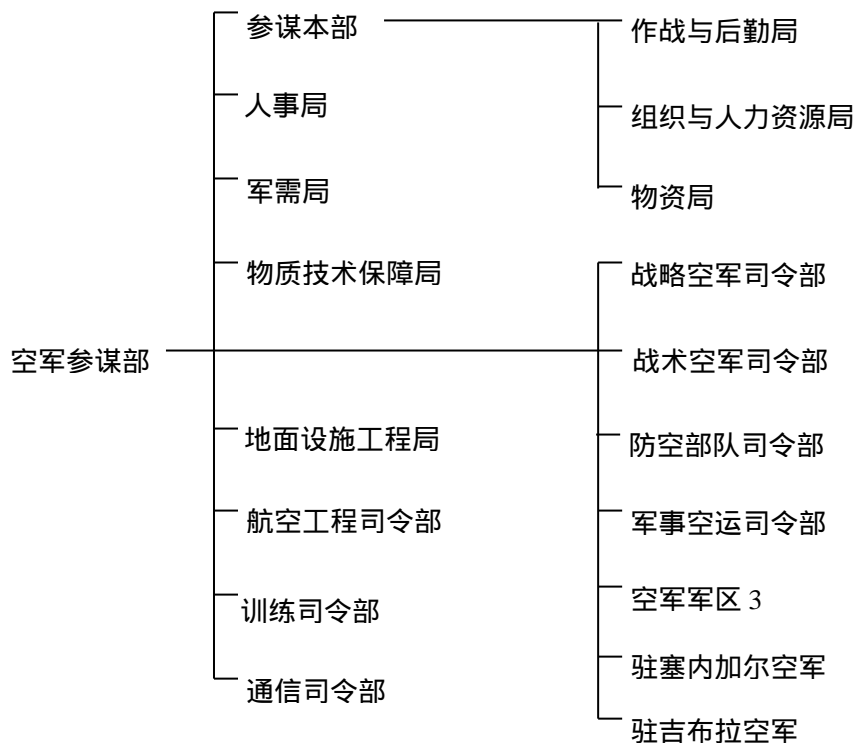 参谋本部
作战与后勤局
人事局
组织与人力资源局
军需局
物资局
物质技术保障局
战略空军司令部
空军参谋部
战术空军司令部
地面设施工程局
防空部队司令部
航空工程司令部
军事空运司令部
空军军区 3
训练司令部
驻塞内加尔空军
通信司令部
驻吉布拉空军